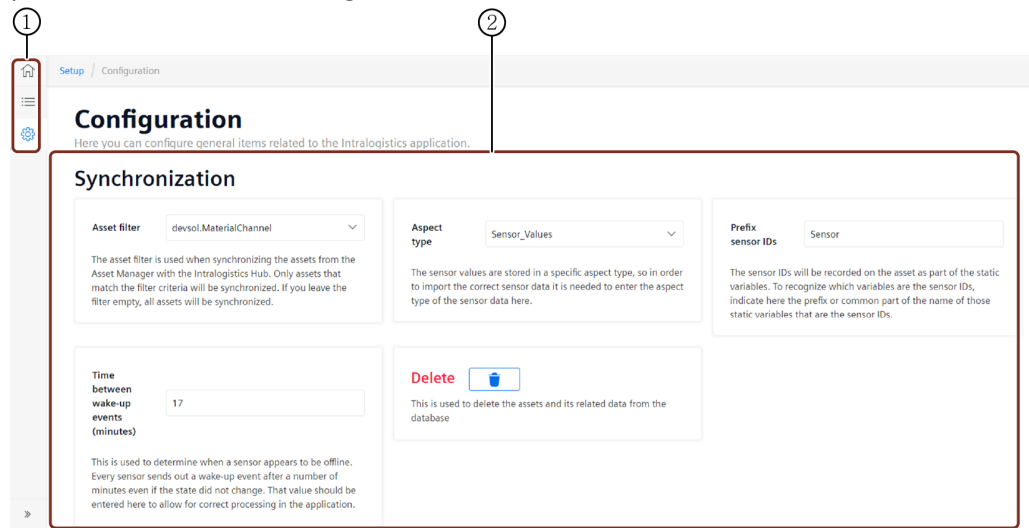 1
2
Setup / Configuration
Configuration
Here you can configure general items related to the Intralogistics application.
Synchronization
Asset filter
devsol.MaterialChannel
The asset filter is used when synchronizing the assets from the
Asset Manager with the Intralogistics Hub. Only assets that
match the filter criteria will be synchronized. If you leave the
filter empty, all assets will be synchronized.
Aspect
type
Sensor_Values
The sensor values are stored in a specific aspect type, so in order
to import the correct sensor data it is needed to enter the aspect
type of the sensor data here.
Prefix
sensor IDs
Sensor
The sensor IDs will be recorded on the asset as part of the static
variables. To recognize which variables are the sensor IDs,
indicate here the prefix or common part of the name of those
static variables that are the sensor IDs.
Time
between
wake-up
events
(minutes)
17
This is used to determine when a sensor appears to be offline.
Every sensor sends out a wake-up event after a number of
minutes even if the state did not change. That value should be
entered here to allow for correct processing in the application.
Delete
This is used to delete the assets and its related data from the
database